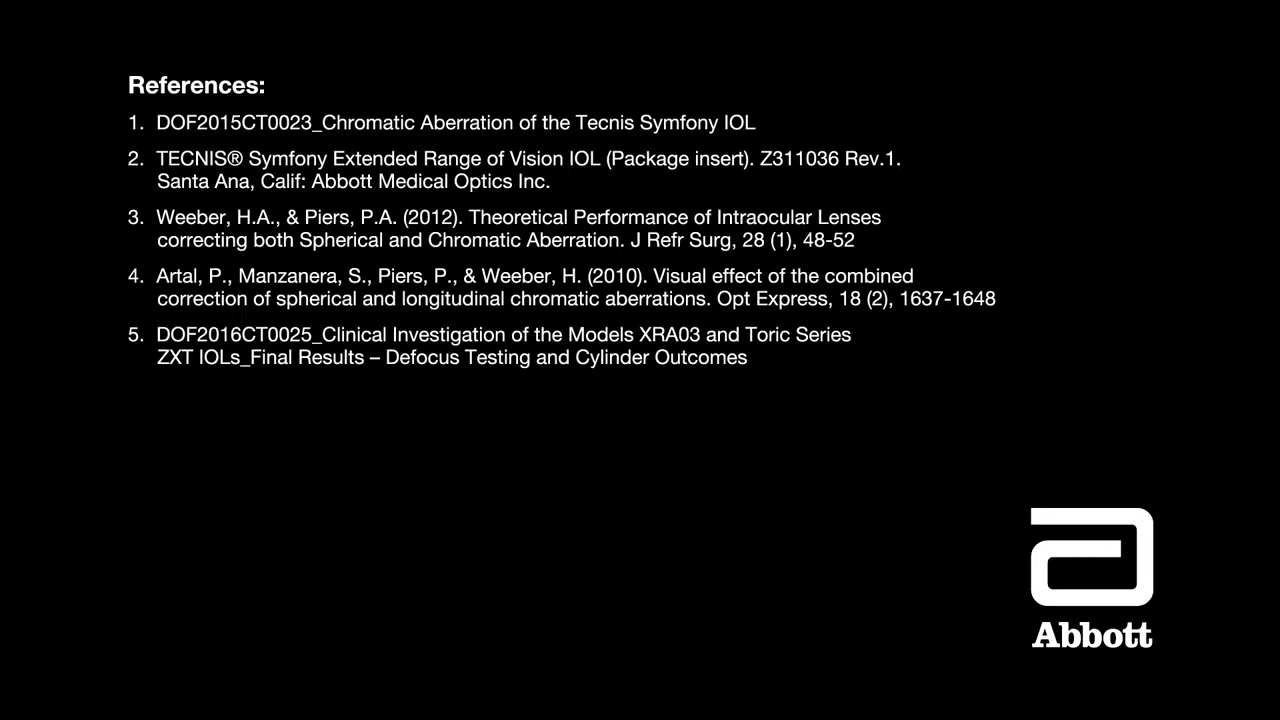 References:
1. DOF2015CT0023_Chromatic Aberration of the Tecnis Symfony IOL
2. TECNIS® Symfony Extended Range of Vision IOL (Package insert). Z311036 Rev.1.
Santa Ana, Calif: Abbott Medical Optics Inc.
3. Weeber, H.A., & Piers, P.A. (2012). Theoretical Performance of Intraocular Lenses
correcting both Spherical and Chromatic Aberration. J Refr Surg, 28 (1), 48-52
4. Artal, P., Manzanera, S., Piers, P., & Weeber, H. (2010). Visual effect of the combined
correction of spherical and longitudinal chromatic aberrations. Opt Express, 18 (2), 1637-1648
5. DOF2016CT0025_Clinical Investigation of the Models XRA03 and Toric Series
ZXT IOLs_Final Results – Defocus Testing and Cylinder Outcomes
Abbott